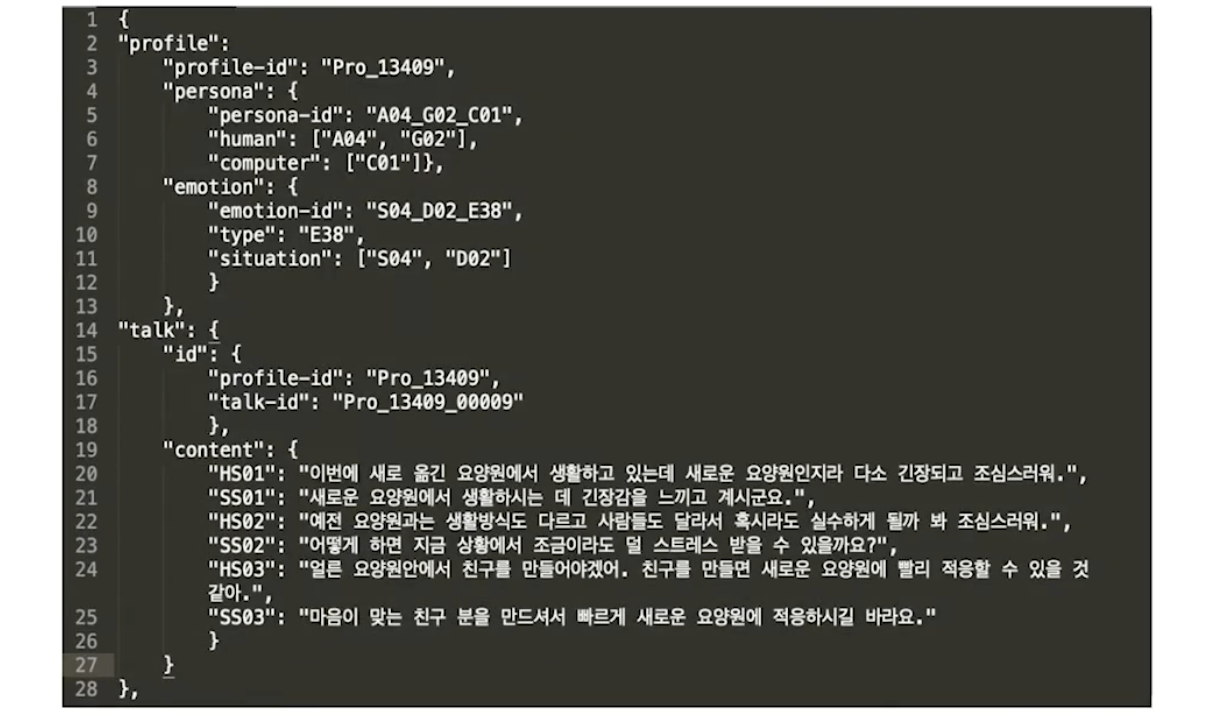 1 {
2 "profile":
3 "profile-id": "Pro_13409",
4 "persona": {
5 "persona-id": "A04_G02_C01",
6 "human": ["A04", "G02"],
7 "computer": ["C01"]},
8 "emotion": {
9 "emotion-id": "S04_D02_E38",
10 "type": "E38",
11 "situation": ["S04", "D02"]
12 }
13 },
14 "talk": {
15 "id": {
16 "profile-id": "Pro_13409",
17 "talk-id": "Pro_13409_00009"
18 },
19 "content": {
20 "HS01": "이번에 새로 옮긴 요양원에서 생활하고 있는데 새로운 요양원인지라 다소 긴장되고 조심스러워.",
21 "SS01": "새로운 요양원에서 생활하시는 데 긴장감을 느끼고 계시군요.",
22 "HS02": "예전 요양원과는 생활방식도 다르고 사람들도 달라서 혹시라도 실수하게 될까 봐 조심스러워.",
23 "SS02": "어떻게 하면 지금 상황에서 조금이라도 덜 스트레스 받을 수 있을까요?",
24 "HS03": "얼른 요양원안에서 친구를 만들어야겠어. 친구를 만들면 새로운 요양원에 빨리 적응할 수 있을 것
같아.",
25 "SS03": "마음이 맞는 친구 분을 만드셔서 빠르게 새로운 요양원에 적응하시길 바라요."
26 }
27 }
28 },